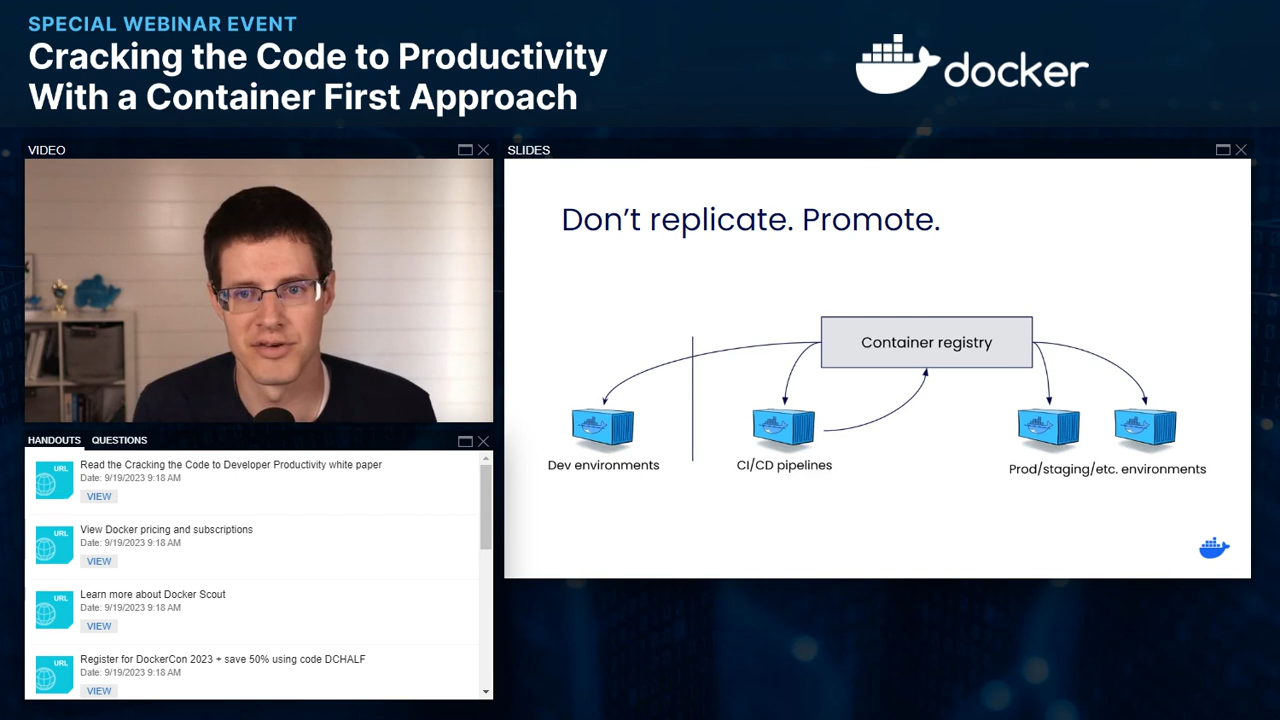 SPECIAL WEBINAR EVENT
Cracking the Code to Productivity
With a Container First Approach
docker
VIDEO
SLIDES
Don’t replicate. Promote.
Container registry
Dev environments
CI/CD pipelines
Prod/staging/etc. environments
HANDOUTS QUESTIONS
URL
Read the Cracking the Code to Developer Productivity white paper
Date: 9/19/2023 9:18 AM
VIEW
URL
View Docker pricing and subscriptions
Date: 9/19/2023 9:18 AM
VIEW
URL
Learn more about Docker Scout
Date: 9/19/2023 9:18 AM
VIEW
URL
Register for DockerCon 2023 + save 50% using code DCHALF
Date: 9/19/2023 9:18 AM
VIEW